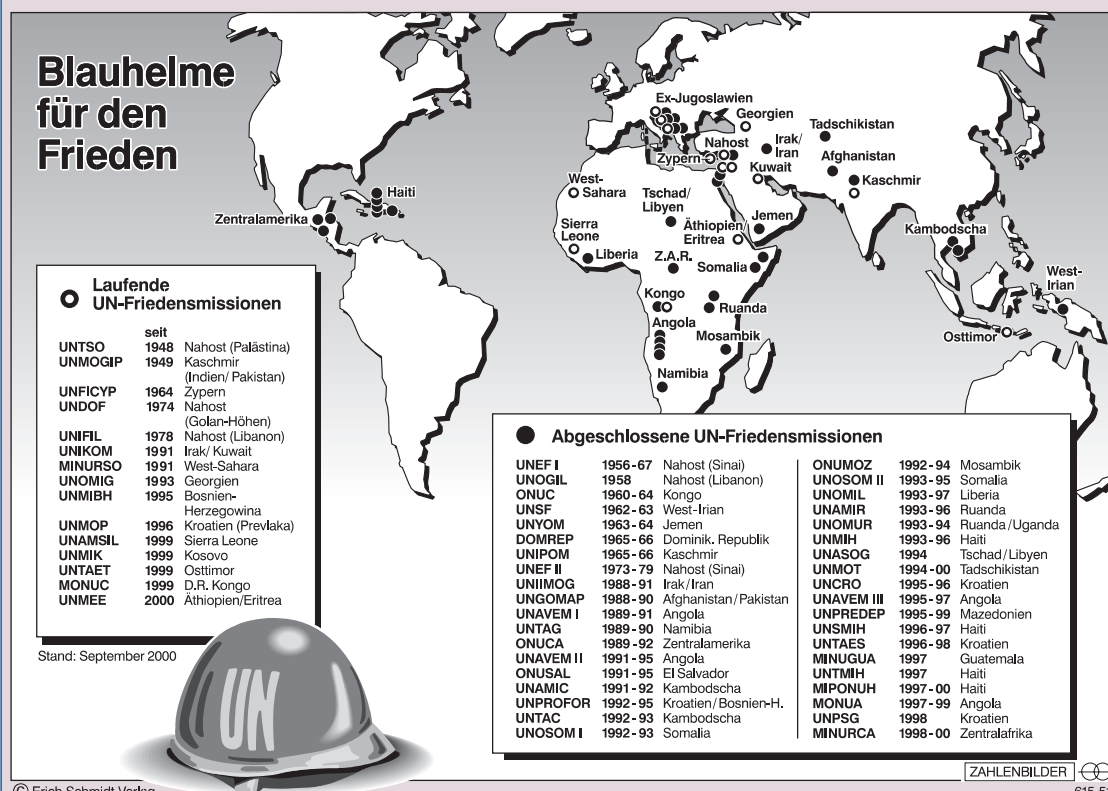 Blauhelme
für den
Frieden
Ex-Jugoslawien
Georgien
Tadschikistan
Nahost
Irak/
Iran
Zypern
Afghanistan
Kuwait
Kaschmir
West-
Sahara
Haiti
Tschad/
Libyen
Zentralamerika
Jemen
Sierra
Leone
Äthiopien/
Eritrea
Kambodscha
Liberia
Z.A.R.
Somalia
West-
Irian
Kongo
Ruanda
Angola
Osttimor
Mosambik
Namibia
Laufende
UN-Friedensmissionen
seit
UNTSO 1948 Nahost (Palästina)
UNMOGIP 1949 Kaschmir
(Indien/ Pakistan)
UNFICYP 1964 Zypern
UNDOF 1974 Nahost
(Golan-Höhen)
UNIFIL 1978 Nahost (Libanon)
UNIKOM 1991 Irak/ Kuwait
MINURSO 1991 West-Sahara
UNOMIG 1993 Georgien
UNMIBH 1995 Bosnien-
Herzegowina
UNMOP 1996 Kroatien (Prevlaka)
UNAMSIL 1999 Sierra Leone
UNMIK 1999 Kosovo
UNTAET 1999 Osttimor
MONUC 1999 D.R. Kongo
UNMEE 2000 Äthiopien/Eritrea
Stand: September 2000
UN
Abgeschlossene UN-Friedensmissionen
UNEF I 1956-67 Nahost (Sinai)
UNOGIL 1958 Nahost (Libanon)
ONUC 1960-64 Kongo
UNSF 1962-63 West-Irian
UNYOM 1963-64 Jemen
DOMREP 1965-66 Dominik. Republik
UNIPOM 1965-66 Kaschmir
UNEF II 1973-79 Nahost (Sinai)
UNIIMOG 1988-91 Irak/Iran
UNGOMAP 1988-90 Afghanistan/Pakistan
UNAVEM I 1989-91 Angola
UNTAG 1989-90 Namibia
ONUCA 1989-92 Zentralamerika
UNAVEM II 1991-95 Angola
ONUSAL 1991-95 El Salvador
UNAMIC 1991-92 Kambodscha
UNPROFOR 1992-95 Kroatien/Bosnien-H.
UNTAC 1992-93 Kambodscha
UNOSOM I 1992-93 Somalia
ONUMOZ 1992-94 Mosambik
UNOSOM II 1993-95 Somalia
UNOMIL 1993-97 Liberia
UNAMIR 1993-96 Ruanda
UNOMUR 1993-94 Ruanda/Uganda
UNMIH 1993-96 Haiti
UNASOG 1994 Tschad/Libyen
UNMOT 1994-00 Tadschikistan
UNCRO 1995-96 Kroatien
UNAVEM III 1995-97 Angola
UNPREDEP 1995-99 Mazedonien
UNSMIH 1996-97 Haiti
UNTAES 1996-98 Kroatien
MINUGUA 1997 Guatemala
UNTMIH 1997 Haiti
MIPONUH 1997-00 Haiti
MONUA 1997-99 Angola
UNPSG 1998 Kroatien
MINURCA 1998-00 Zentralafrika
ZAHLENBILDER
© Erich Schmidt Verlag